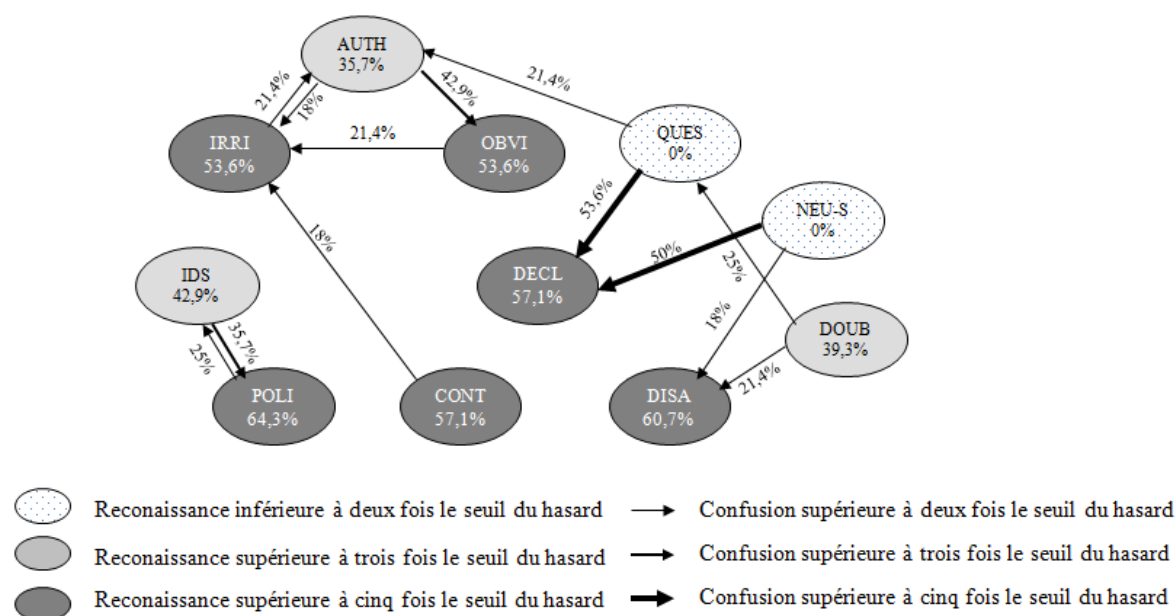 AUTH
35,7%
21,4%
18%
42,9%
21,4%
IRRI
53,6%
21,4%
OBVI
53,6%
QUES
0%
53,6%
NEU-S
0%
18%
50%
25%
IDS
42,9%
DECL
57,1%
18%
DOUB
39,3%
35,7%
25%
21,4%
POLI
64,3%
CONT
57,1%
DISA
60,7%
Reconaissance inférieure à deux fois le seuil du hasard
Confusion supérieure à deux fois le seuil du hasard
Reconaissance supérieure à trois fois le seuil du hasard
Confusion supérieure à trois fois le seuil du hasard
Reconaissance supérieure à cinq fois le seuil du hasard
Confusion supérieure à cinq fois le seuil du hasard